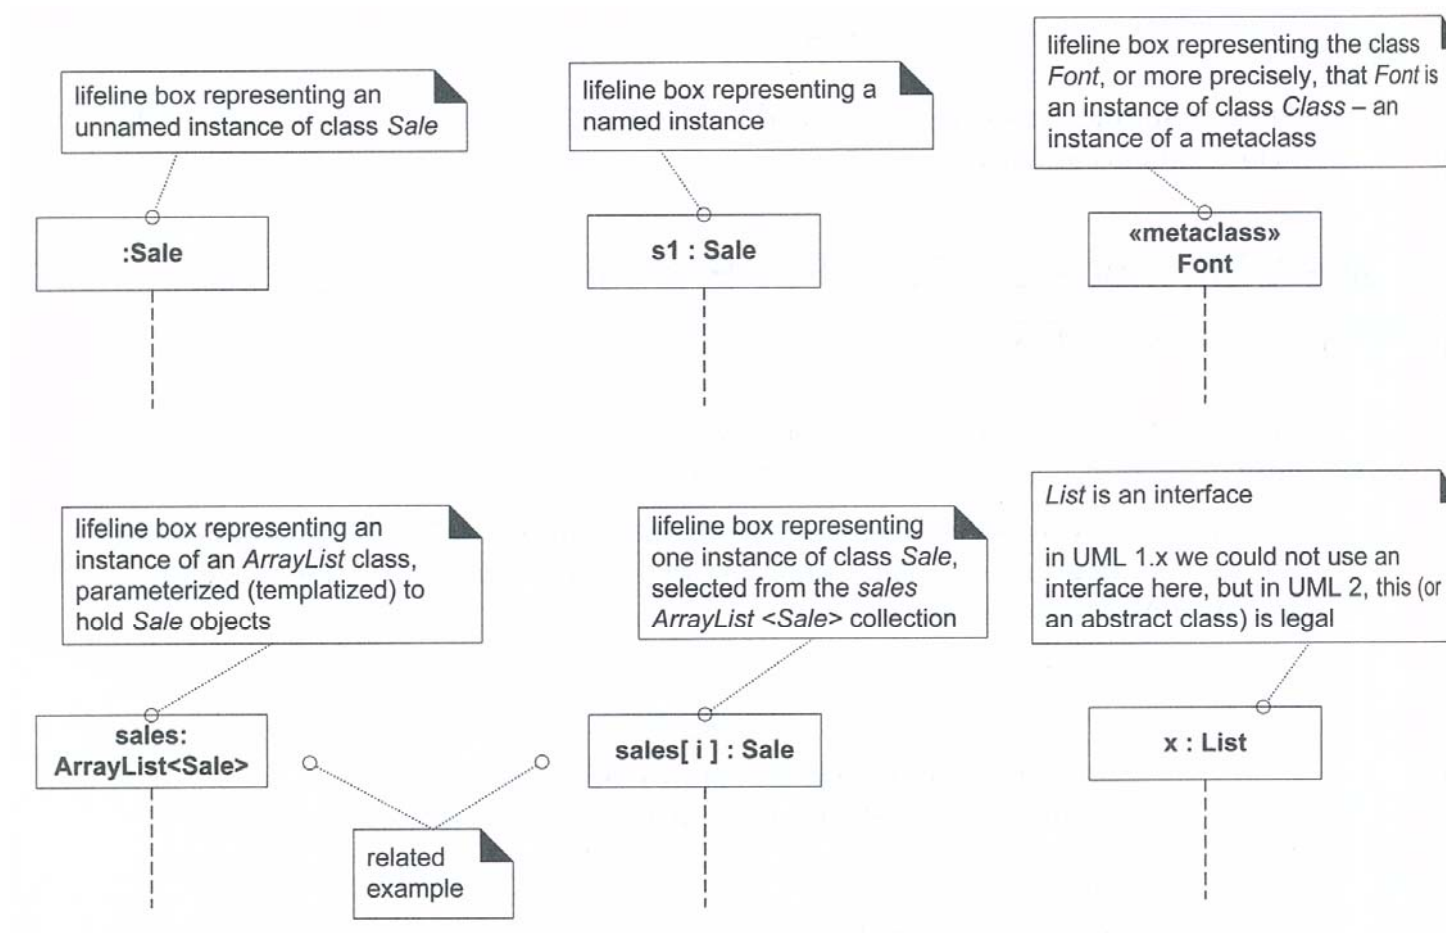 lifeline box representing an
unnamed instance of class Sale
:Sale
lifeline box representing a
named instance
s1 : Sale
lifeline box representing the class
Font, or more precisely, that Font is
an instance of class Class – an
instance of a metaclass
«metaclass»
Font
lifeline box representing an
instance of an ArrayList class,
parameterized (templatized) to
hold Sale objects
sales:
ArrayList<Sale>
lifeline box representing
one instance of class Sale,
selected from the sales
ArrayList <Sale> collection
sales[ i ] : Sale
related
example
List is an interface
in UML 1.x we could not use an
interface here, but in UML 2, this (or
an abstract class) is legal
x : List